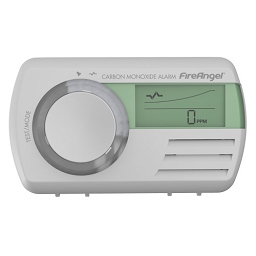 CARBON MONOXIDE ALARM FireAngel
TEST/MODE
0 PPM